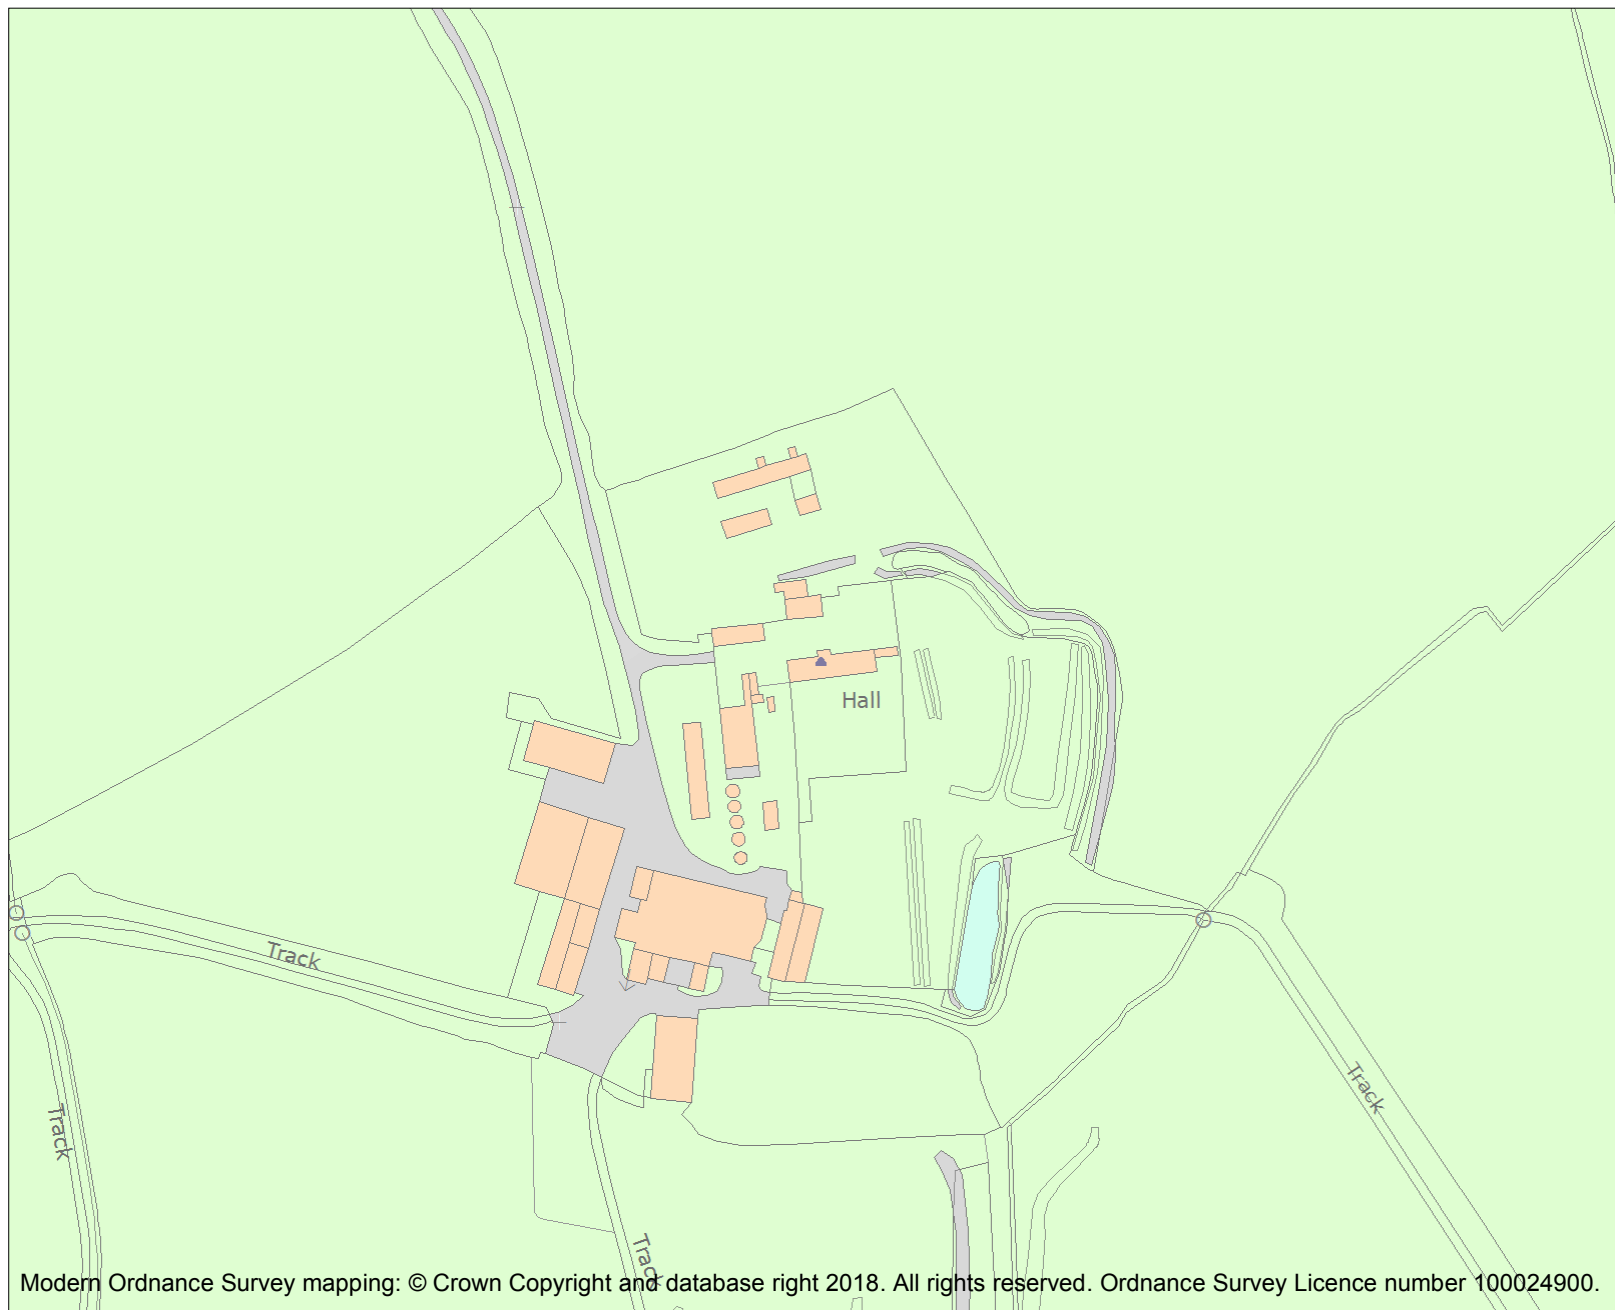 Hall
Track
Track
Track
Track
Modern Ordnance Survey mapping: © Crown Copyright and database right 2018. All rights reserved. Ordnance Survey Licence number 100024900.